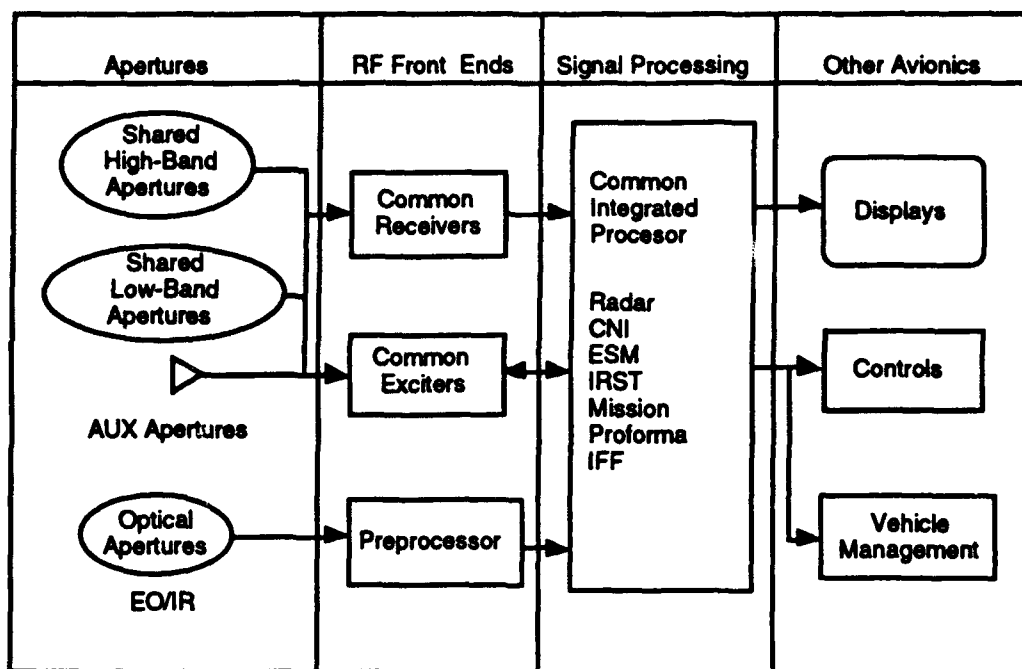 Apertures
RF Front Ends
Signal Processing
Other Avionics
Shared
High-Band
Apertures
Shared
Low-Band
Apertures
AUX Apertures
Optical
Apertures
EO/IR
Common
Receivers
Common
Exciters
Preprocessor
Common
Integrated
Procesor
Radar
CNI
ESM
IRST
Mission
Proforma
IFF
Displays
Controls
Vehicle
Management